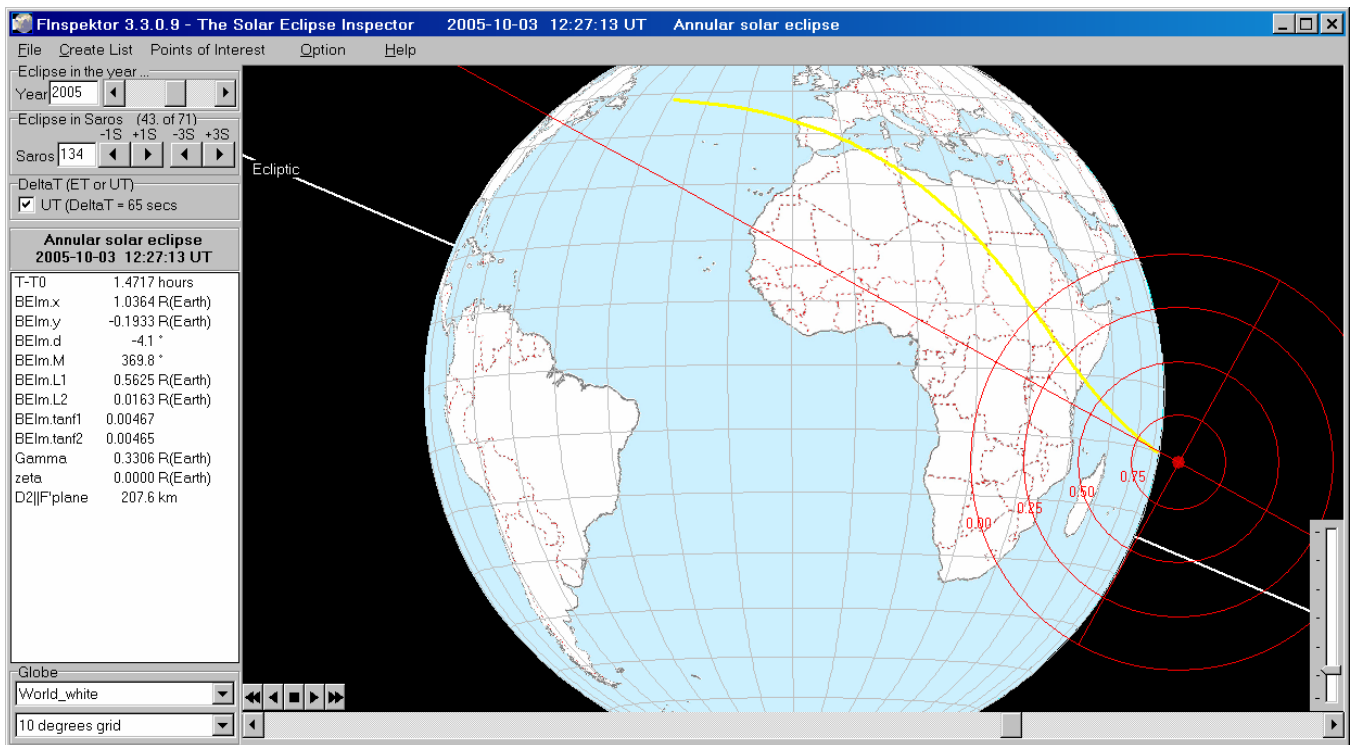 FInspektor 3.3.0.9 - The Solar Eclipse Inspector 2005-10-03 12:27:13 UT Annular solar eclipse
File Create List Points of Interest Option Help
Eclipse in the year ...
Year 2005
Eclipse in Saros (43. of 71)
-1S +1S -3S +3S
Saros 134
DeltaT (ET or UT)
UT (DeltaT = 65 secs
Annular solar eclipse
2005-10-03 12:27:13 UT
T-T0 1.4717 hours
BElm.x 1.0364 R(Earth)
BElm.y -0.1933 R(Earth)
BElm.d -4.1 °
BElm.M 369.8 °
BElm.L1 0.5625 R(Earth)
BElm.L2 0.0163 R(Earth)
BElm.tanf1 0.00467
BElm.tanf2 0.00465
Gamma 0.3306 R(Earth)
zeta 0.0000 R(Earth)
D2||F'plane 207.6 km
Globe
World_white
10 degrees grid
Ecliptic
0.75
0.50
0.25
0.00